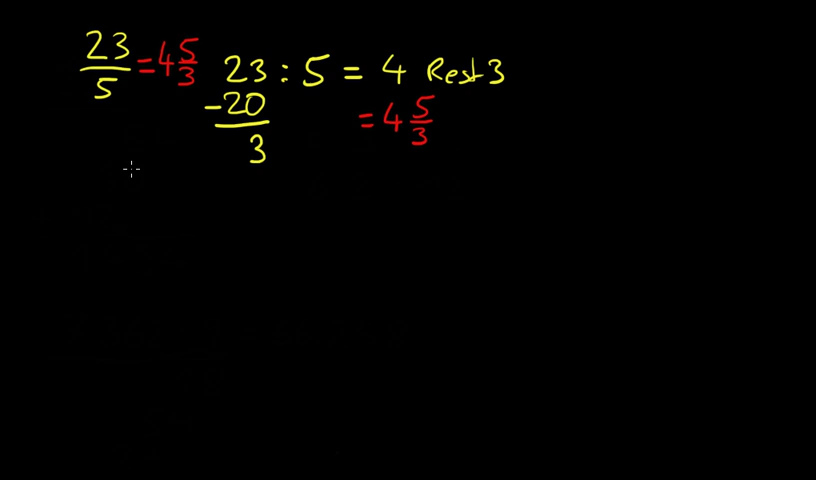 23/5 = 4 5/3
23 : 5 = 4 Rest 3
-20
3
= 4 5/3